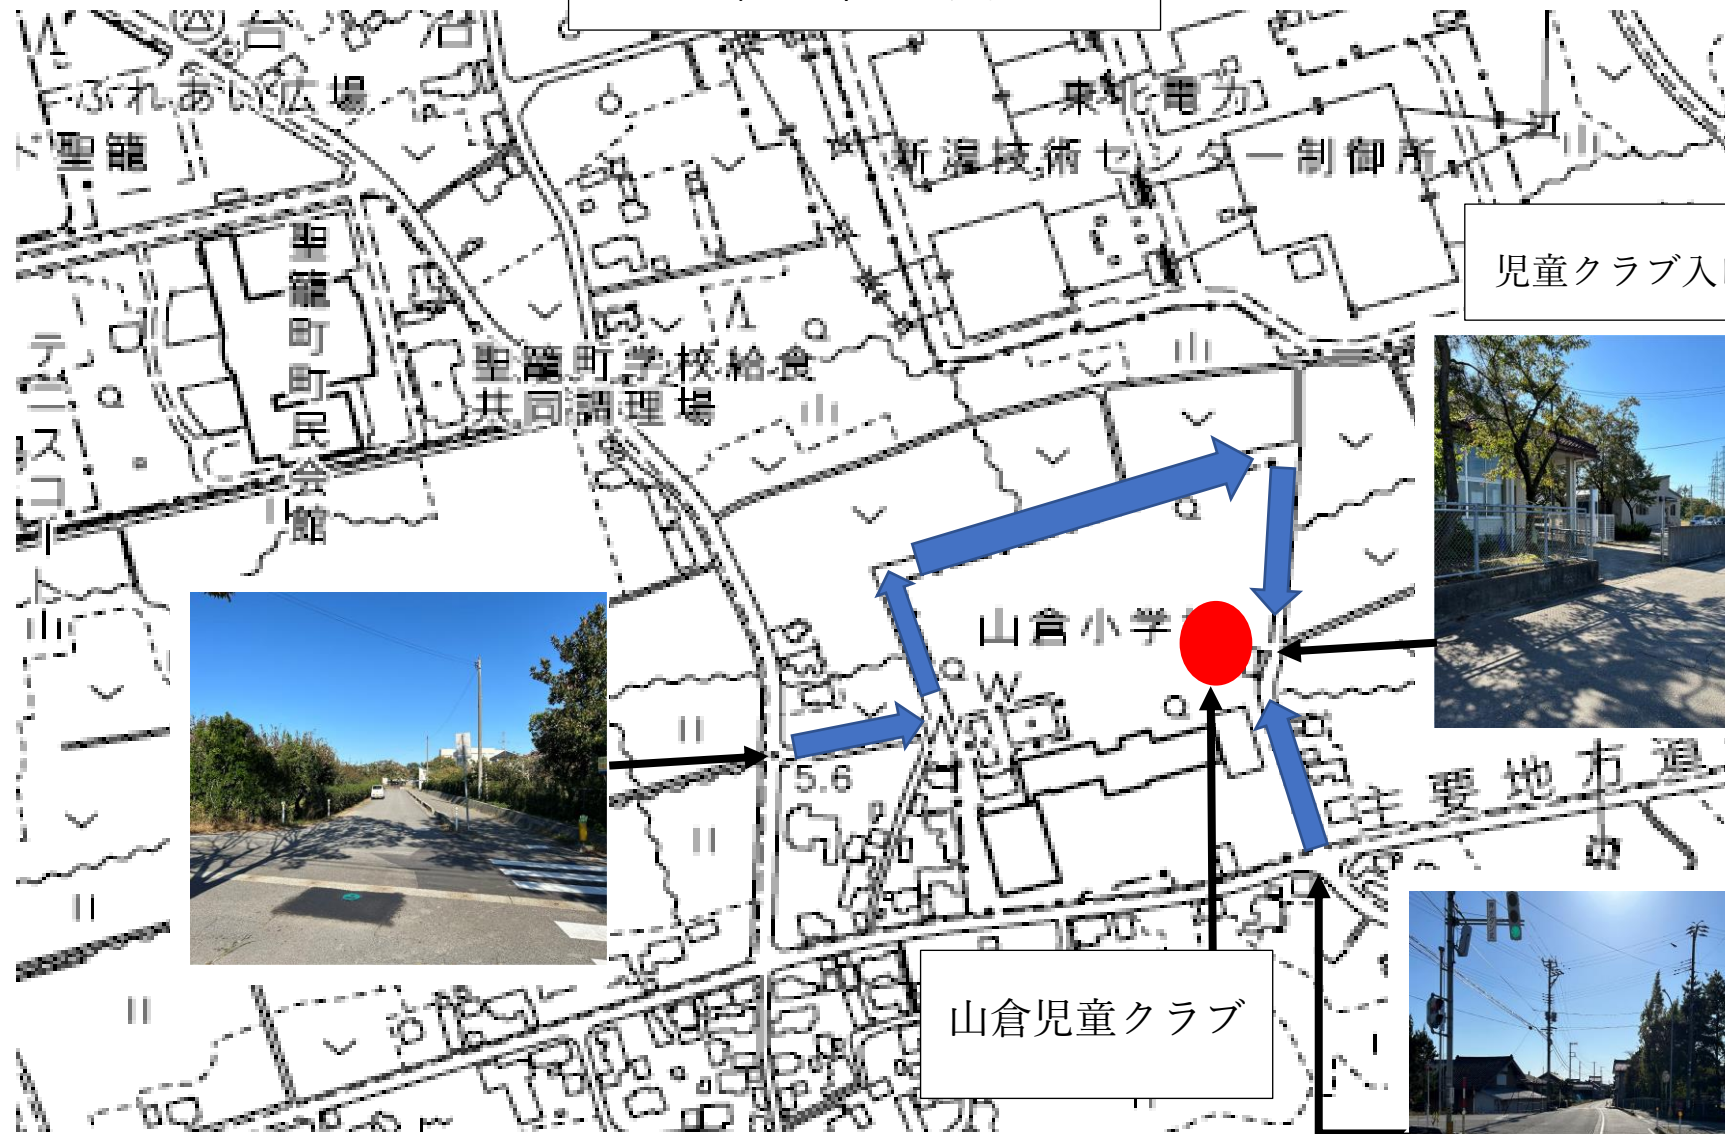 ふれあい広場
聖籠
東北電力
新潟技術センター制御所
児童クラブ入
聖籠町町民会館
テニスコート
聖籠町学校給食
共同調理場
山倉小学
5.6
主要地方道
山倉児童クラブ